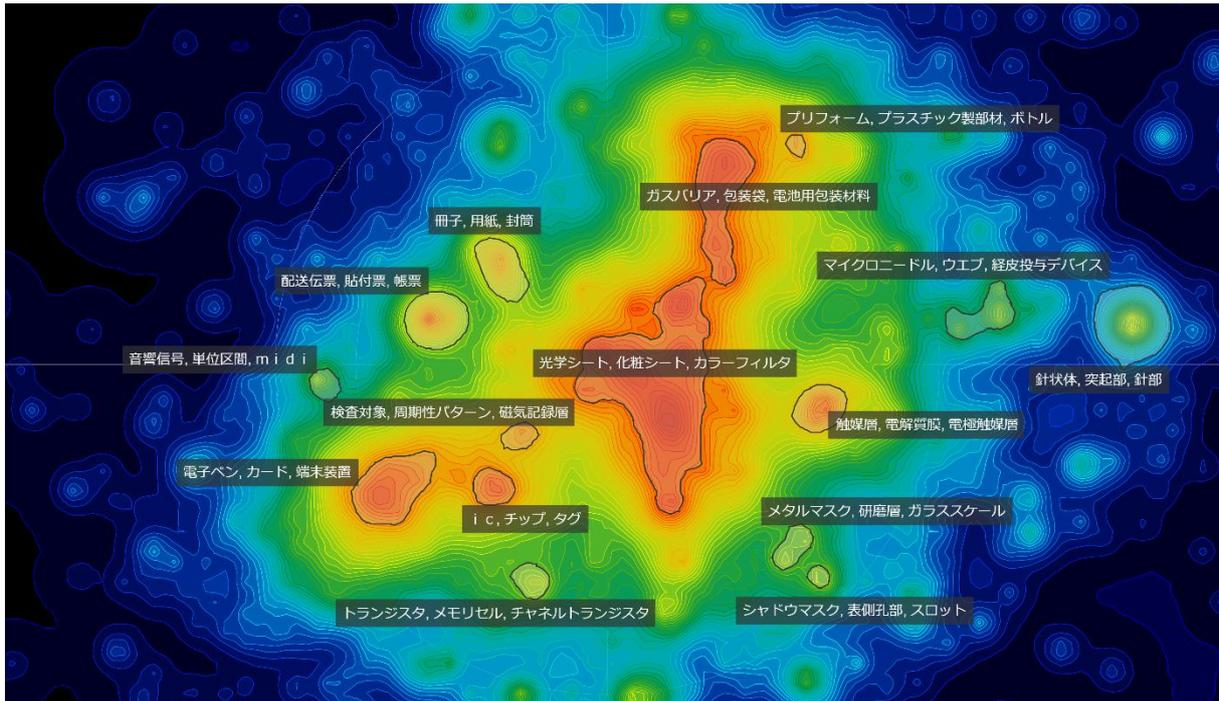 プリフォーム, プラスチック製部材, ボトル
ガスバリア, 包装袋, 電池用包装材料
冊子, 用紙, 封筒
マイクロニードル, ウエブ, 経皮投与デバイス
配送伝票, 貼付票, 帳票
音響信号, 単位区間, ｍｉｄｉ
光学シート, 化粧シート, カラーフィルタ
針状体, 突起部, 針部
検査対象, 周期性パターン, 磁気記録層
触媒層, 電解質膜, 電極触媒層
電子ペン, カード, 端末装置
ｉｃ, チップ, タグ
メタルマスク, 研磨層, ガラススケール
トランジスタ, メモリセル, チャネルトランジスタ
シャドウマスク, 表側孔部, スロット